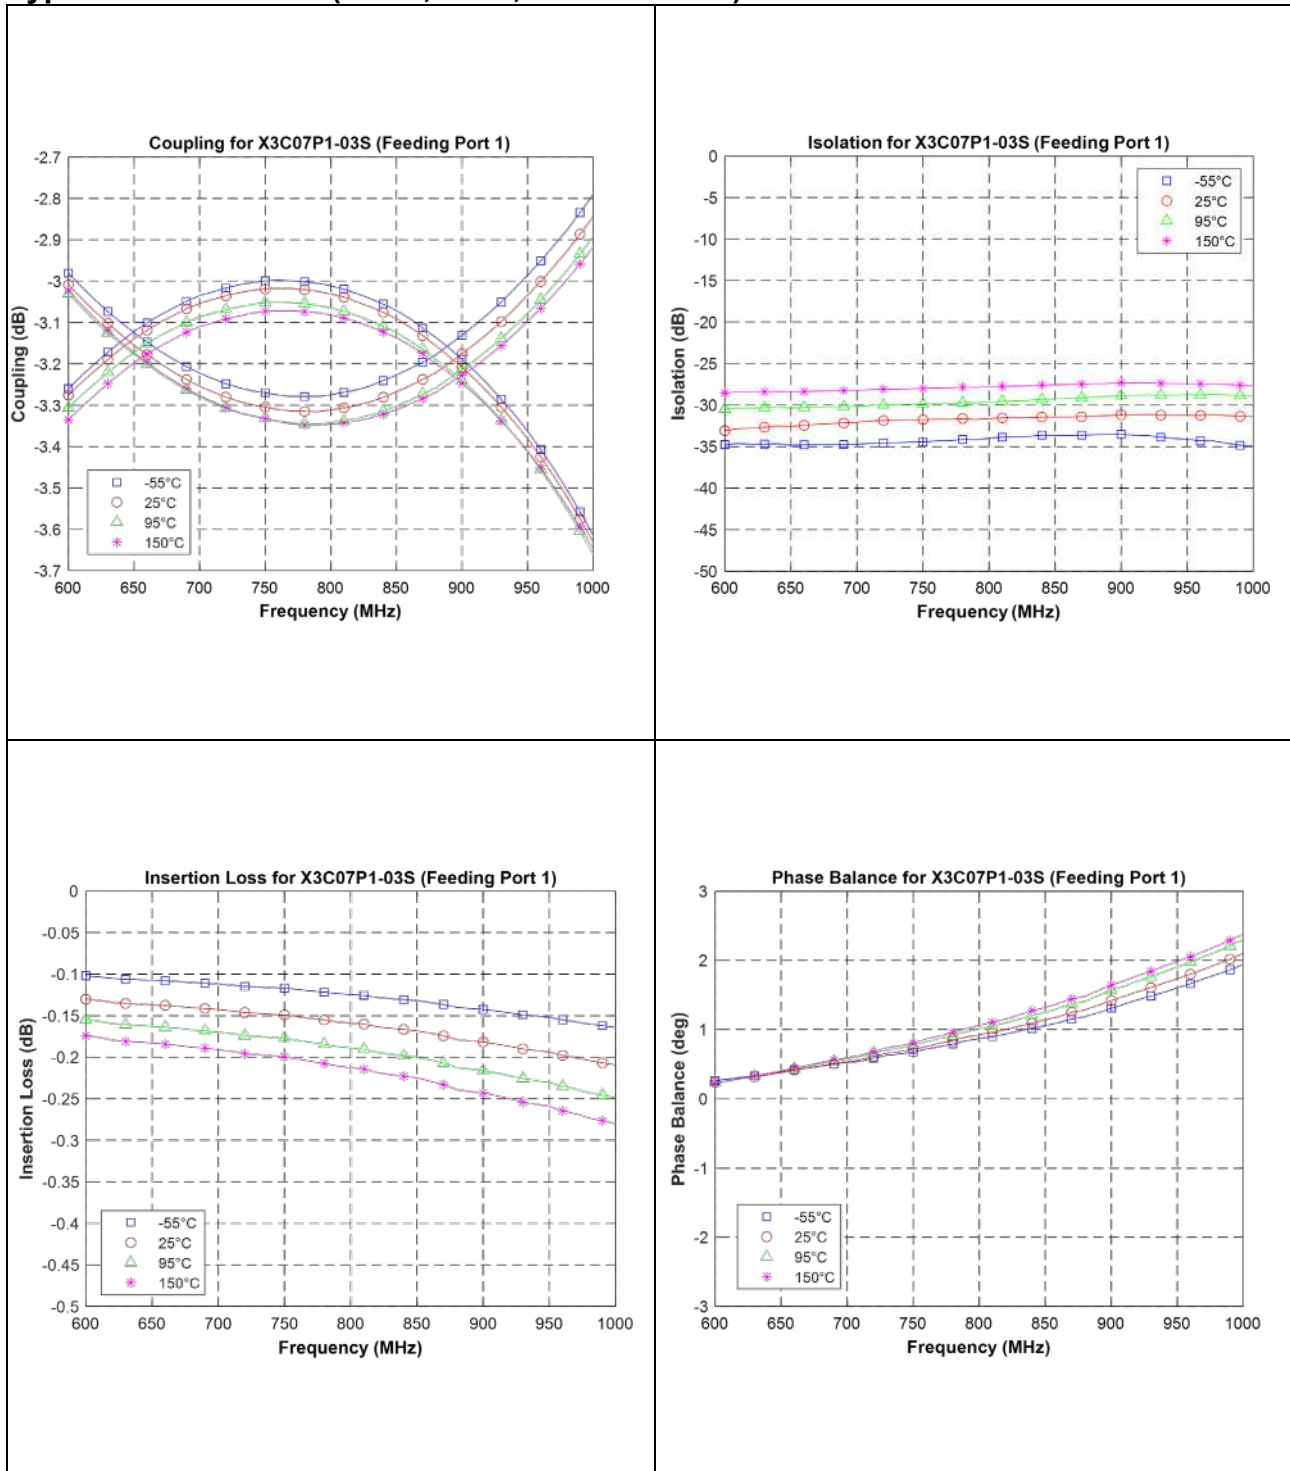 Coupling for X3C07P1-03S (Feeding Port 1)
-2.7
-2.8
-2.9
-3
-3.1
-3.2
-3.3
-3.4
-3.5
-3.6
-3.7
Coupling (dB)
-55°C
25°C
95°C
150°C
600 650 700 750 800 850 900 950 1000
Frequency (MHz)
Isolation for X3C07P1-03S (Feeding Port 1)
0
-5
-10
-15
-20
-25
-30
-35
-40
-45
-50
Isolation (dB)
-55°C
25°C
95°C
150°C
600 650 700 750 800 850 900 950 1000
Frequency (MHz)
Insertion Loss for X3C07P1-03S (Feeding Port 1)
0
-0.05
-0.1
-0.15
-0.2
-0.25
-0.3
-0.35
-0.4
-0.45
-0.5
Insertion Loss (dB)
-55°C
25°C
95°C
150°C
600 650 700 750 800 850 900 950 1000
Frequency (MHz)
Phase Balance for X3C07P1-03S (Feeding Port 1)
3
2
1
0
-1
-2
-3
Phase Balance (deg)
-55°C
25°C
95°C
150°C
600 650 700 750 800 850 900 950 1000
Frequency (MHz)